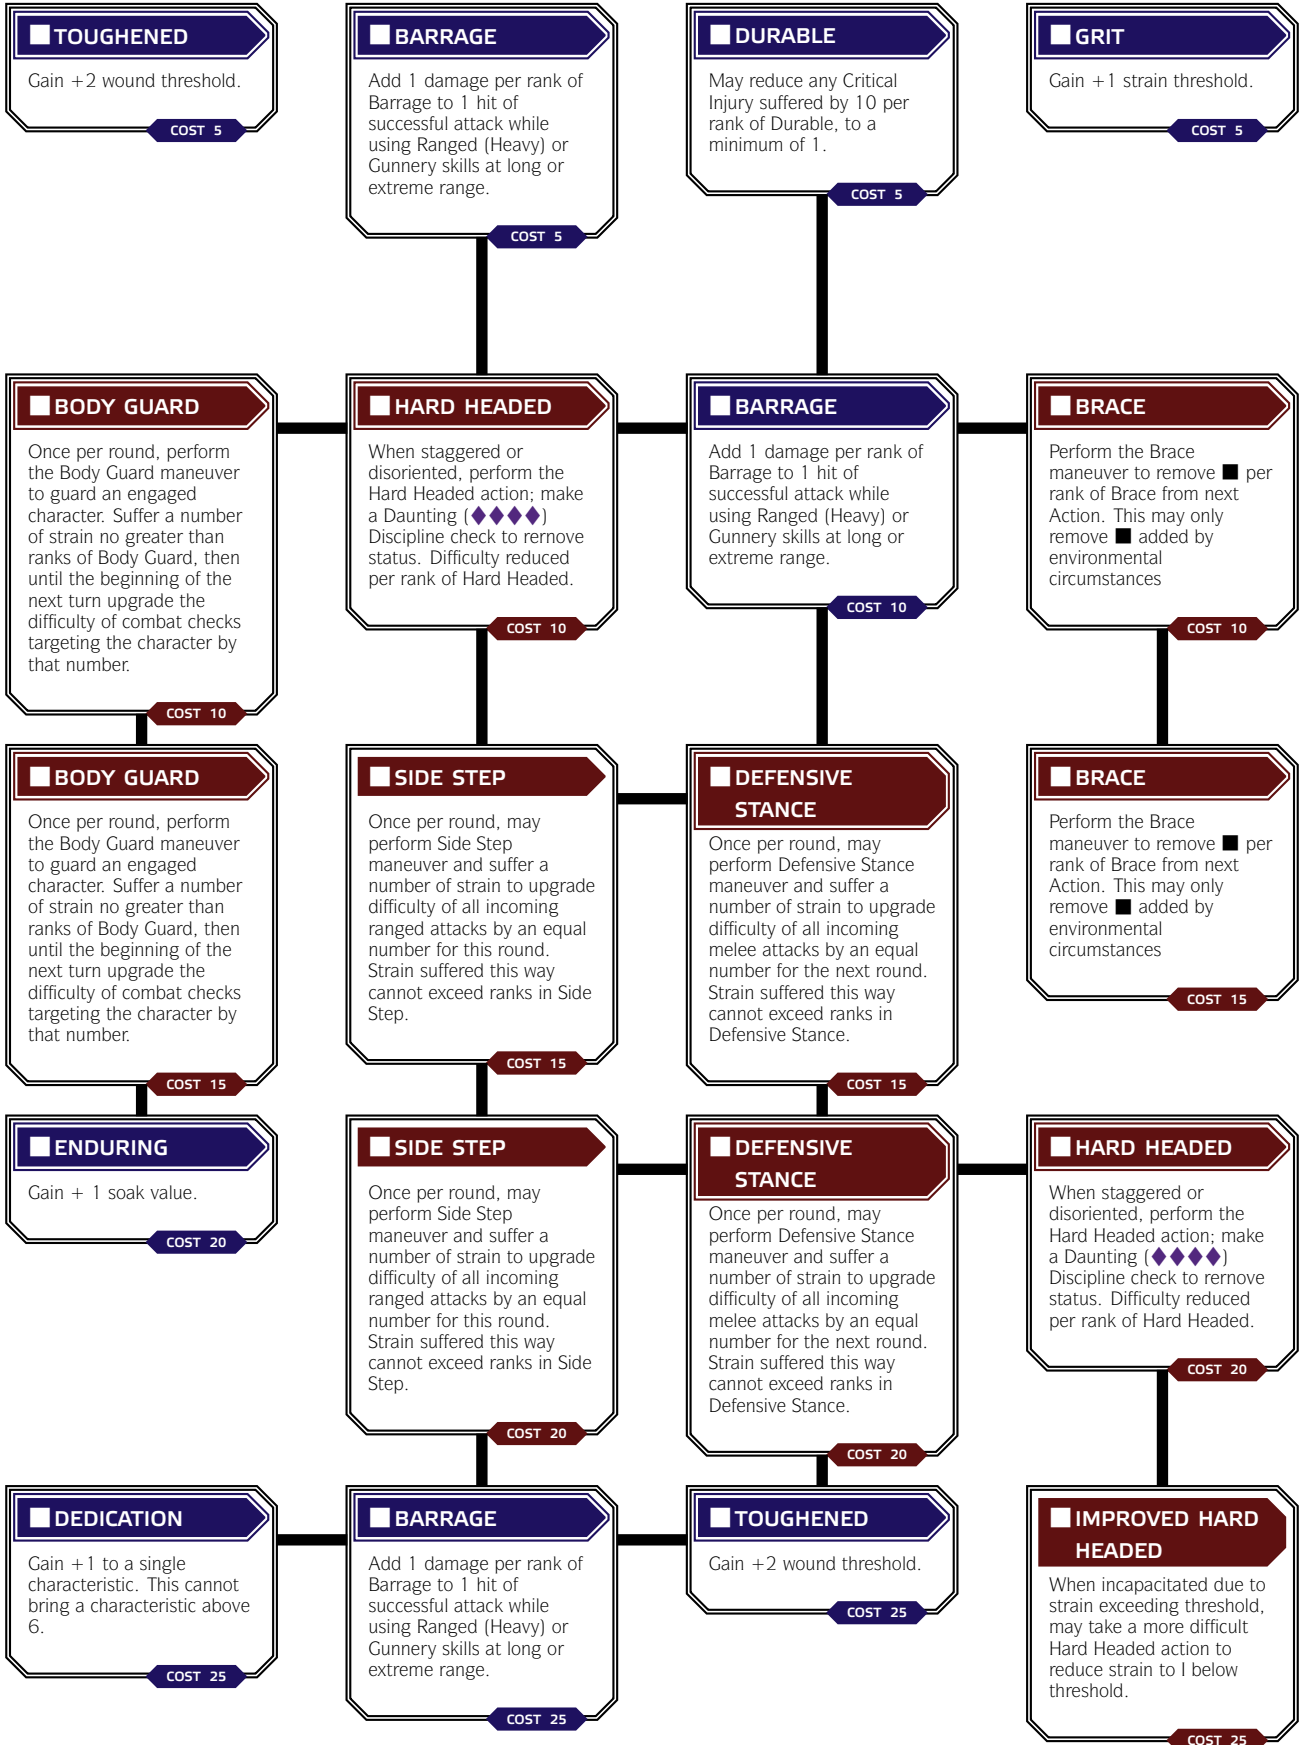 TOUGHENED
Gain +2 wound threshold.
COST 5
BARRAGE
Add 1 damage per rank of
Barrage to 1 hit of
successful attack while
using Ranged (Heavy) or
Gunnery skills at long or
extreme range.
COST 5
DURABLE
May reduce any Critical
Injury suffered by 10 per
rank of Durable, to a
minimum of 1.
COST 5
GRIT
Gain +1 strain threshold.
COST 5
BODY GUARD
Once per round, perform
the Body Guard maneuver
to guard an engaged
character. Suffer a number
of strain no greater than
ranks of Body Guard, then
until the beginning of the
next turn upgrade the
difficulty of combat checks
targeting the character by
that number.
COST 10
HARD HEADED
When staggered or
disoriented, perform the
Hard Headed action; make
a Daunting (◆◆◆◆)
Discipline check to rernove
status. Difficulty reduced
per rank of Hard Headed.
COST 10
BARRAGE
Add 1 damage per rank of
Barrage to 1 hit of
successful attack while
using Ranged (Heavy) or
Gunnery skills at long or
extreme range.
COST 10
BRACE
Perform the Brace
maneuver to remove ■ per
rank of Brace from next
Action. This may only
remove ■ added by
environmental
circumstances
COST 10
BODY GUARD
Once per round, perform
the Body Guard maneuver
to guard an engaged
character. Suffer a number
of strain no greater than
ranks of Body Guard, then
until the beginning of the
next turn upgrade the
difficulty of combat checks
targeting the character by
that number.
COST 15
SIDE STEP
Once per round, may
perform Side Step
maneuver and suffer a
number of strain to upgrade
difficulty of all incoming
ranged attacks by an equal
number for this round.
Strain suffered this way
cannot exceed ranks in Side
Step.
COST 15
DEFENSIVE
STANCE
Once per round, may
perform Defensive Stance
maneuver and suffer a
number of strain to upgrade
difficulty of all incoming
melee attacks by an equal
number for the next round.
Strain suffered this way
cannot exceed ranks in
Defensive Stance.
COST 15
BRACE
Perform the Brace
maneuver to remove ■ per
rank of Brace from next
Action. This may only
remove ■ added by
environmental
circumstances
COST 15
ENDURING
Gain + 1 soak value.
COST 20
SIDE STEP
Once per round, may
perform Side Step
maneuver and suffer a
number of strain to upgrade
difficulty of all incoming
ranged attacks by an equal
number for this round.
Strain suffered this way
cannot exceed ranks in Side
Step.
COST 20
DEFENSIVE
STANCE
Once per round, may
perform Defensive Stance
maneuver and suffer a
number of strain to upgrade
difficulty of all incoming
melee attacks by an equal
number for the next round.
Strain suffered this way
cannot exceed ranks in
Defensive Stance.
COST 20
HARD HEADED
When staggered or
disoriented, perform the
Hard Headed action; make
a Daunting (◆◆◆◆)
Discipline check to rernove
status. Difficulty reduced
per rank of Hard Headed.
COST 20
DEDICATION
Gain +1 to a single
characteristic. This cannot
bring a characteristic above
6.
COST 25
BARRAGE
Add 1 damage per rank of
Barrage to 1 hit of
successful attack while
using Ranged (Heavy) or
Gunnery skills at long or
extreme range.
COST 25
TOUGHENED
Gain +2 wound threshold.
COST 25
IMPROVED HARD
HEADED
When incapacitated due to
strain exceeding threshold,
may take a more difficult
Hard Headed action to
reduce strain to I below
threshold.
COST 25